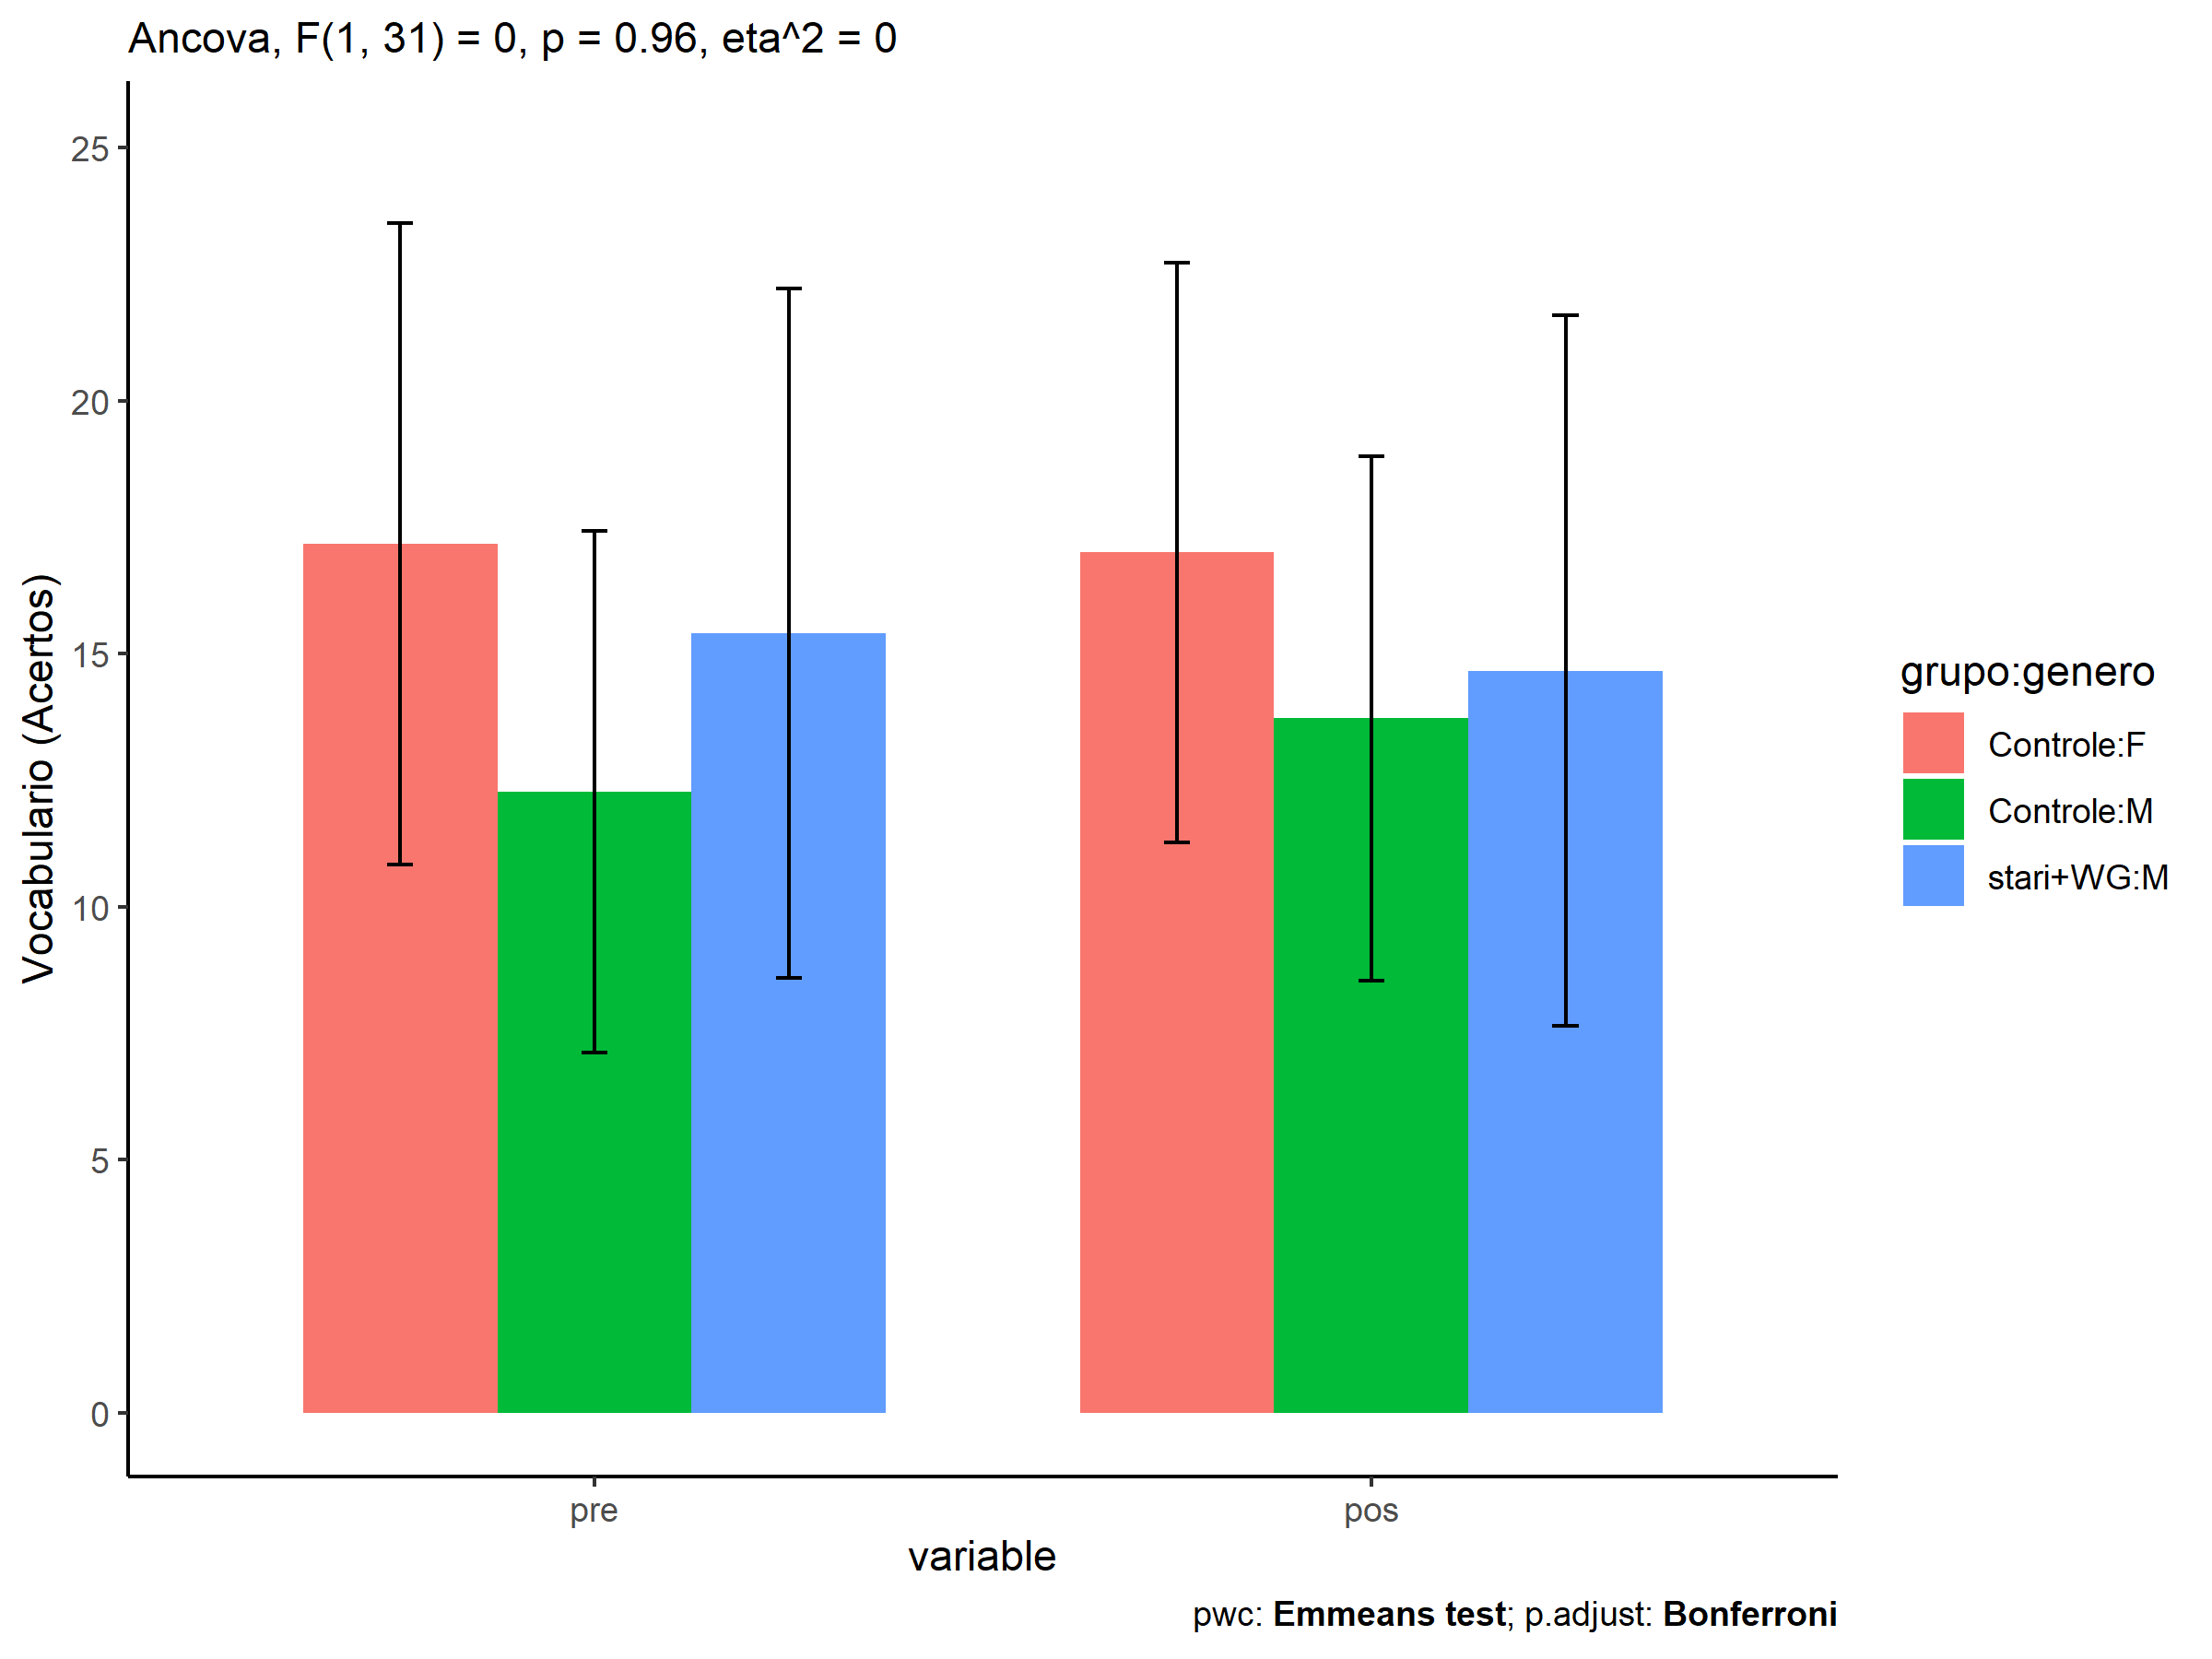 Ancova, F(1, 31) = 0, p = 0.96, eta^2 = 0
Vocabulario (Acertos)
25
20
15
10
5
0
pre
pos
variable
grupo:genero
Controle:F
Controle:M
stari+WG:M
pwc: Emmeans test; p.adjust: Bonferroni